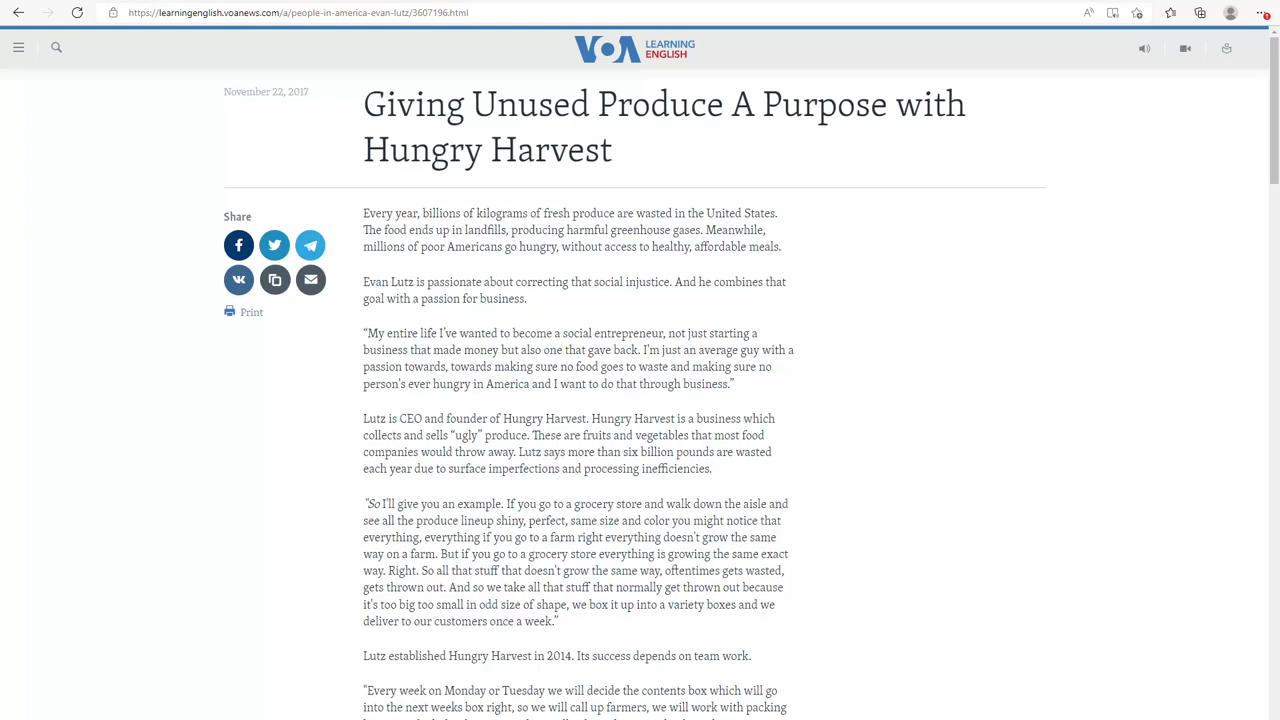 https://learningenglish.voanews.com/a/people-in-america-evan-lutz/3607196.html
VOA LEARNING
ENGLISH
November 22, 2017
Giving Unused Produce A Purpose with
Hungry Harvest
Share
Print
Every year, billions of kilograms of fresh produce are wasted in the United States.
The food ends up in landfills, producing harmful greenhouse gases. Meanwhile,
millions of poor Americans go hungry, without access to healthy, affordable meals.
Evan Lutz is passionate about correcting that social injustice. And he combines that
goal with a passion for business.
“My entire life I’ve wanted to become a social entrepreneur, not just starting a
business that made money but also one that gave back. I'm just an average guy with a
passion towards, towards making sure no food goes to waste and making sure no
person's ever hungry in America and I want to do that through business.”
Lutz is CEO and founder of Hungry Harvest. Hungry Harvest is a business which
collects and sells “ugly” produce. These are fruits and vegetables that most food
companies would throw away. Lutz says more than six billion pounds are wasted
each year due to surface imperfections and processing inefficiencies.
"So I'll give you an example. If you go to a grocery store and walk down the aisle and
see all the produce lineup shiny, perfect, same size and color you might notice that
everything, everything if you go to a farm right everything doesn't grow the same
way on a farm. But if you go to a grocery store everything is growing the same exact
way. Right. So all that stuff that doesn't grow the same way, oftentimes gets wasted,
gets thrown out. And so we take all that stuff that normally get thrown out because
it's too big too small in odd size of shape, we box it up into a variety boxes and we
deliver to our customers once a week.”
Lutz established Hungry Harvest in 2014. Its success depends on team work.
"Every week on Monday or Tuesday we will decide the contents box which will go
into the next weeks box right, so we will call up farmers, we will work with packing